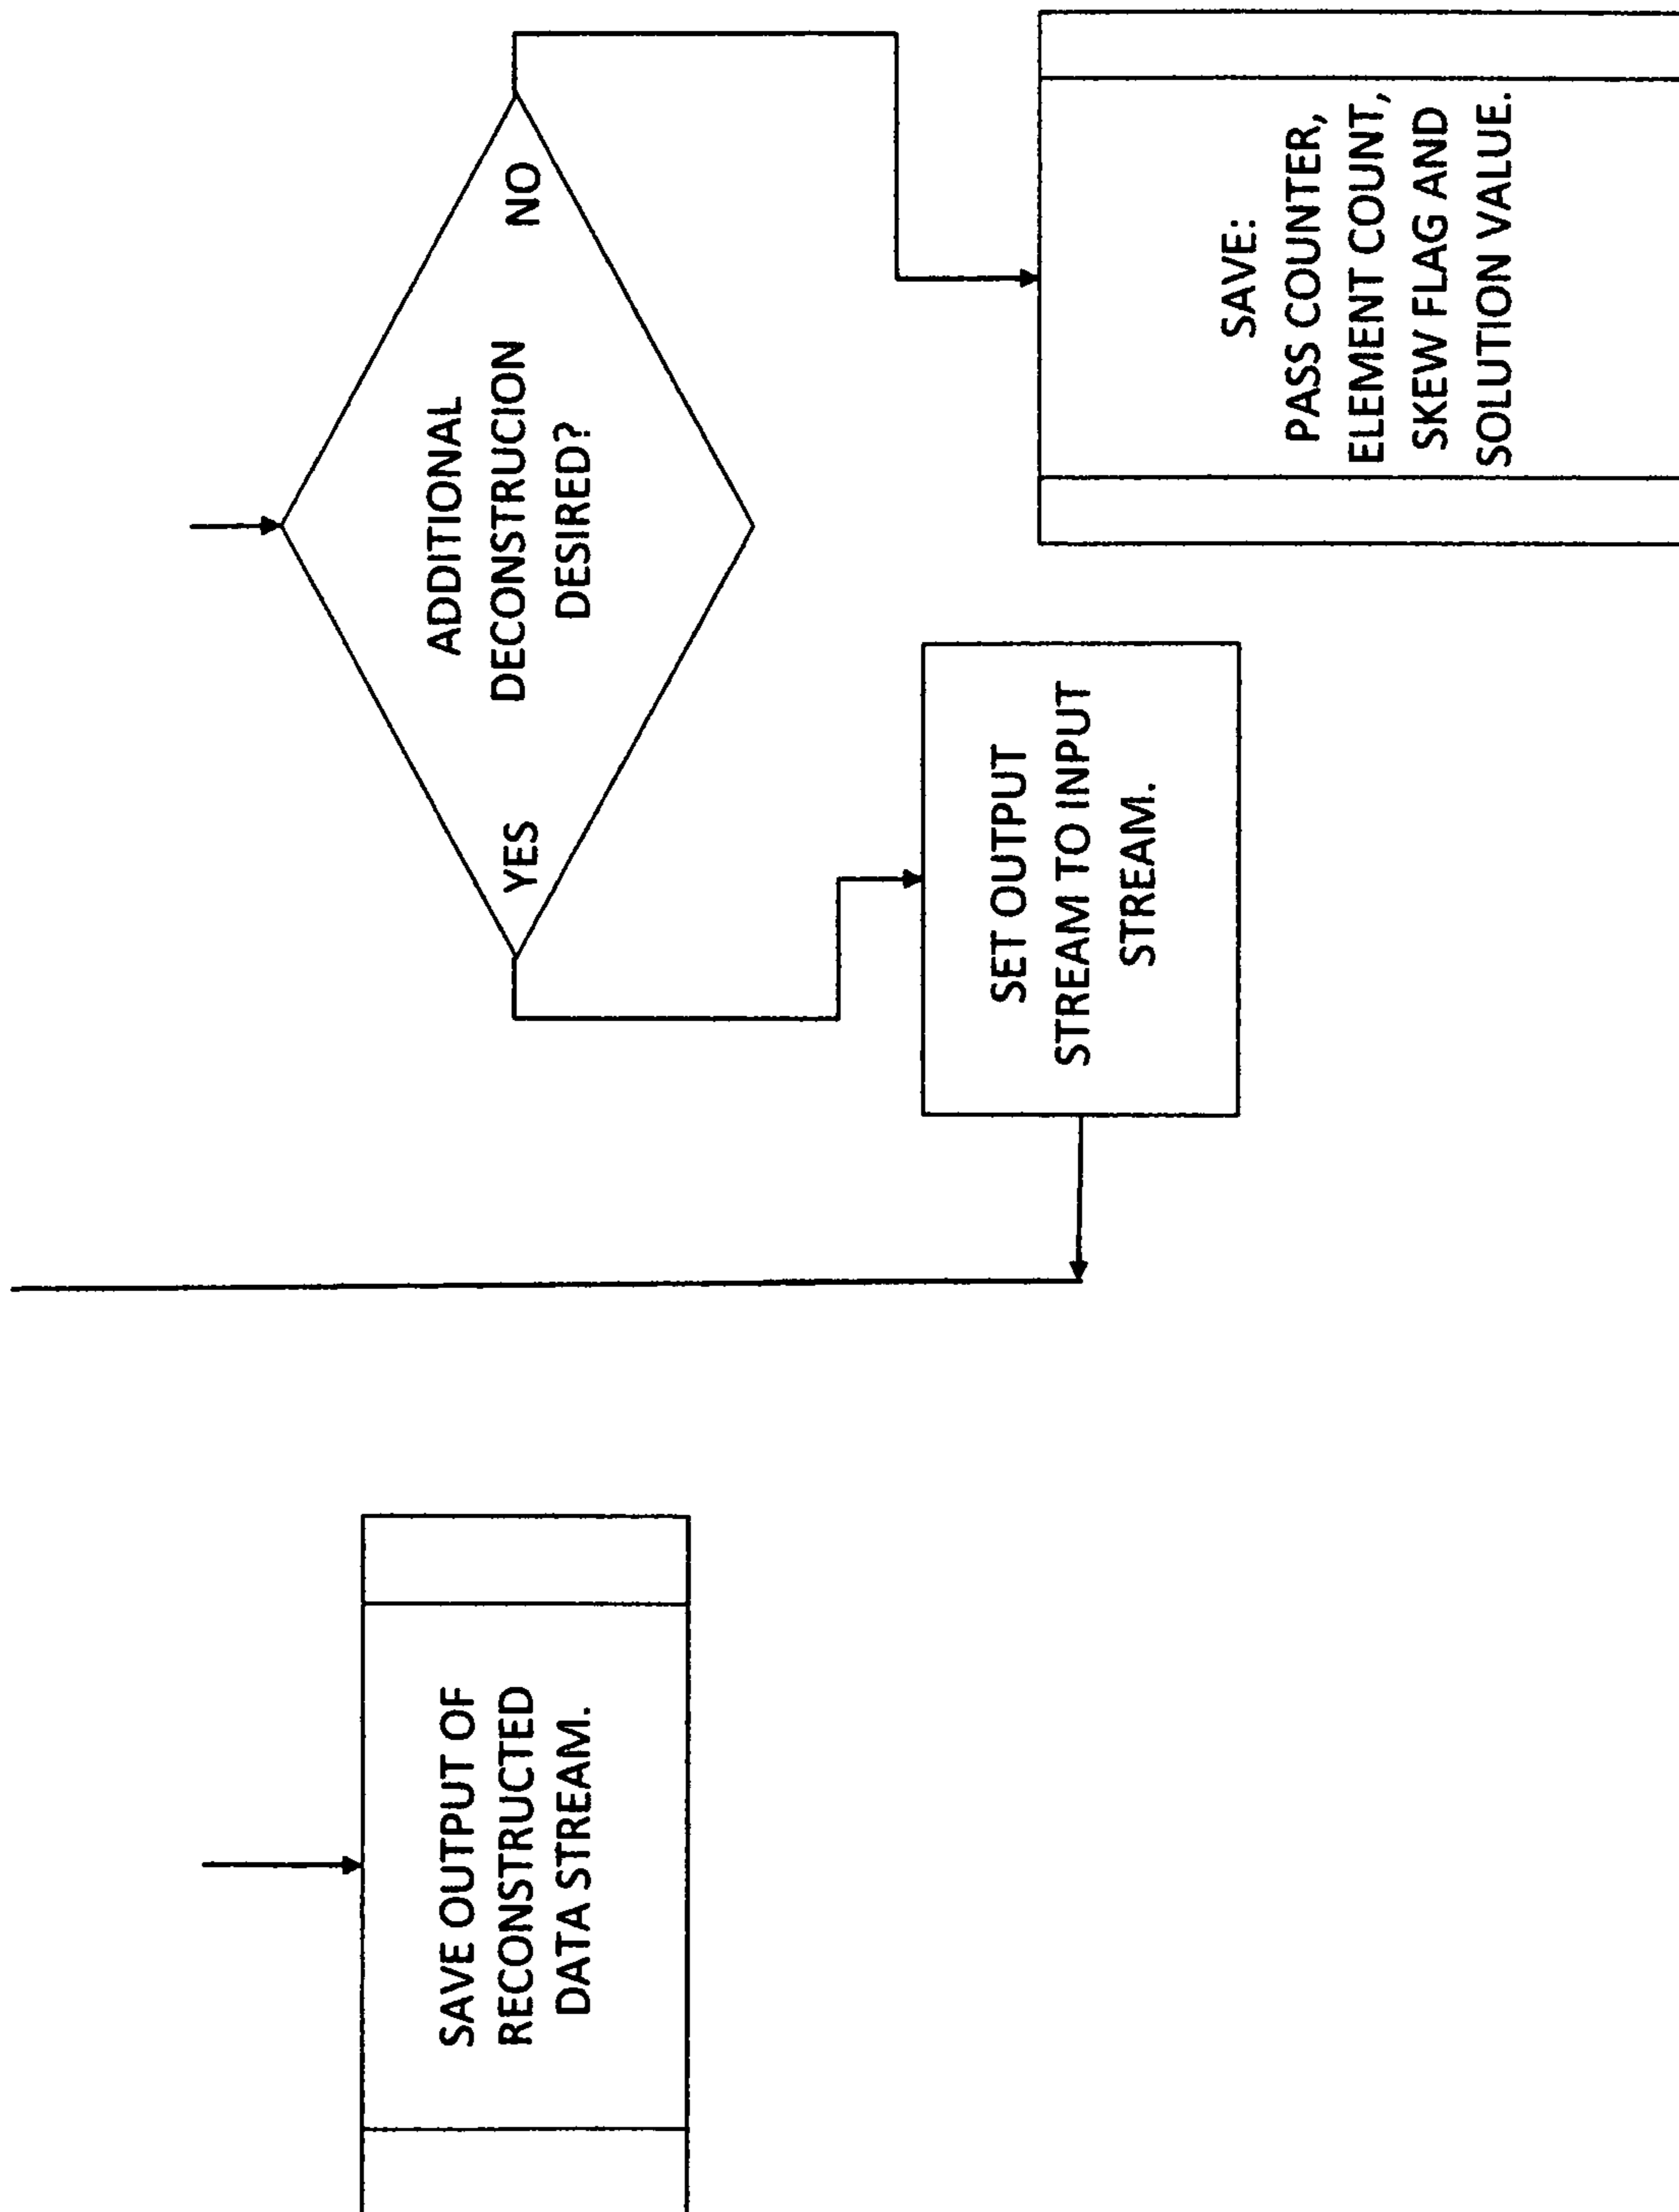 ADDITIONAL
DECONSTRUCION
DESIRED?
YES
NO
SET OUTPUT
STREAM TO INPUT
STREAM.
SAVE:
PASS COUNTER,
ELEMENT COUNT,
SKEW FLAG AND
SOLUTION VALUE.
SAVE OUTPUT OF
RECONSTRUCTED
DATA STREAM.